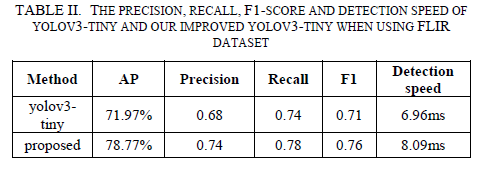 TABLE II. THE PRECISION, RECALL, F1-SCORE AND DETECTION SPEED OF
YOLOV3-TINY AND OUR IMPROVED YOLOV3-TINY WHEN USING FLIR
DATASET
Method AP Precision Recall F1 Detection speed
yolov3-tiny 71.97% 0.68 0.74 0.71 6.96ms
proposed 78.77% 0.74 0.78 0.76 8.09ms